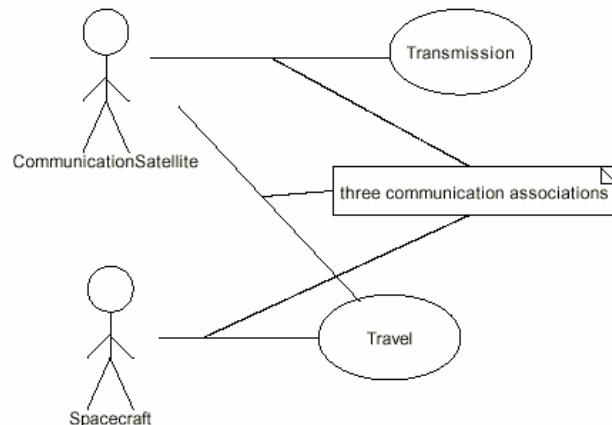 Transmission
CommunicationSatellite
three communication associations
Travel
Spacecraft